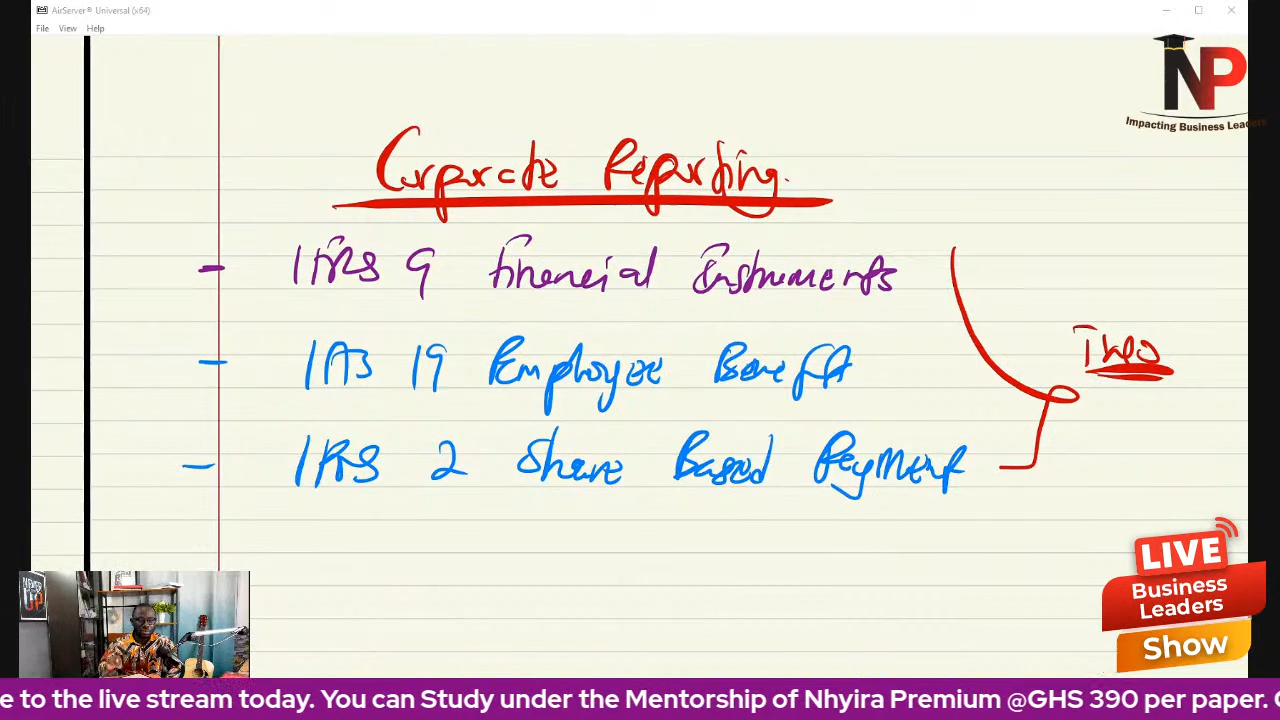 AirServer® Universal (x64)
File View Help
NP
Impacting Business Leaders
Corporate Reporting.
- IFRS 9 Financial Instruments
- IAS 19 Employee Benefit
- IFRS 2 Share Based Payment
LIVE
Business
Leaders
Show
e to the live stream today. You can Study under the Mentorship of Nhyira Premium @GHS 390 per paper.